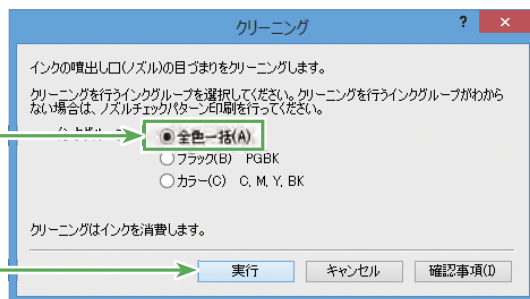 クリーニング ? ×
インクの噴出し口(ノズル)の目づまりをクリーニングします。
クリーニングを行うインクグループを選択してください。クリーニングを行うインクグループがわから
ない場合は、ノズルチェックパターン印刷を行ってください。
全色一括(A)
ブラック(B) PGBK
カラー(C) C, M, Y, BK
クリーニングはインクを消費します。
実行 キャンセル 確認事項(I)